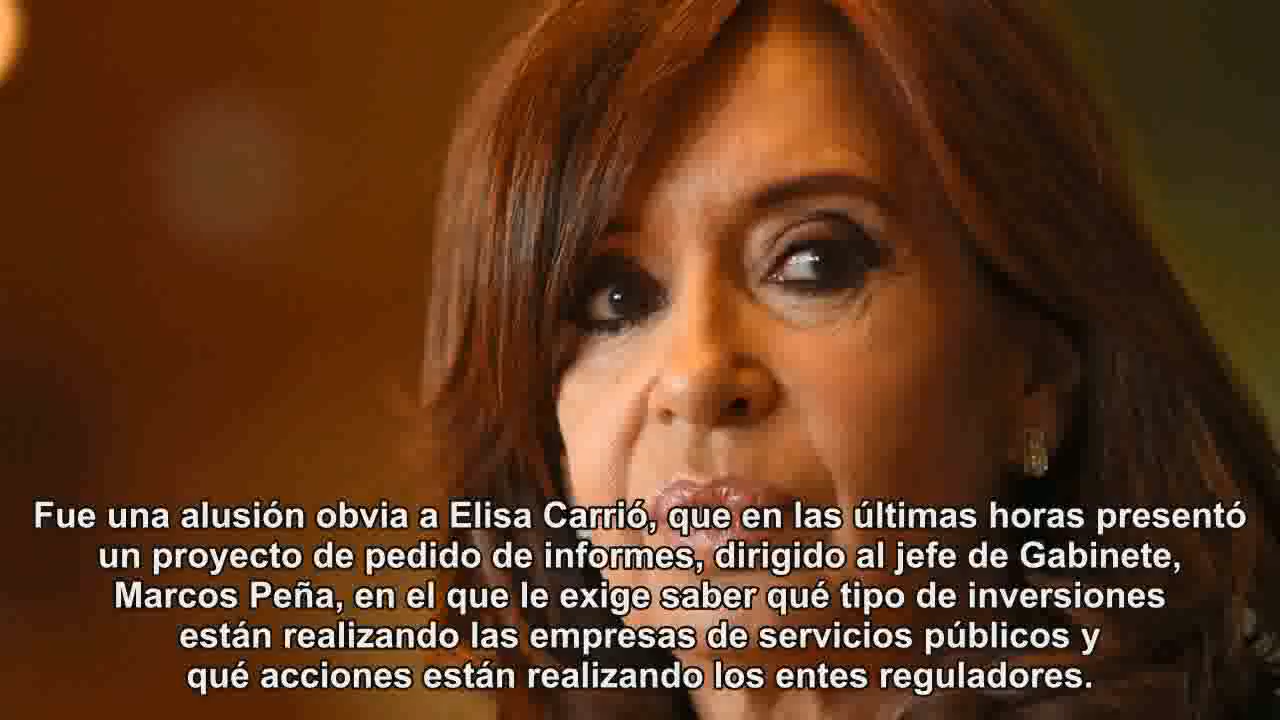 Fue una alusión obvia a Elisa Carrió, que en las últimas horas presentó
un proyecto de pedido de informes, dirigido al jefe de Gabinete,
Marcos Peña, en el que le exige saber qué tipo de inversiones
están realizando las empresas de servicios públicos y
qué acciones están realizando los entes reguladores.